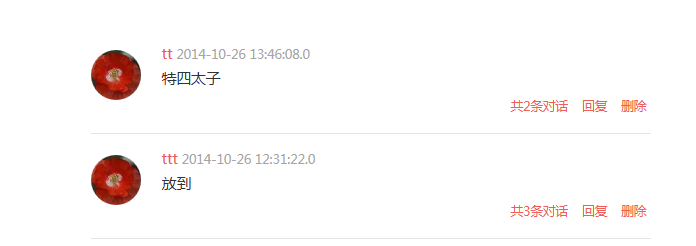 tt 2014-10-26 13:46:08.0
特四太子
共2条对话 回复 删除
ttt 2014-10-26 12:31:22.0
放到
共3条对话 回复 删除